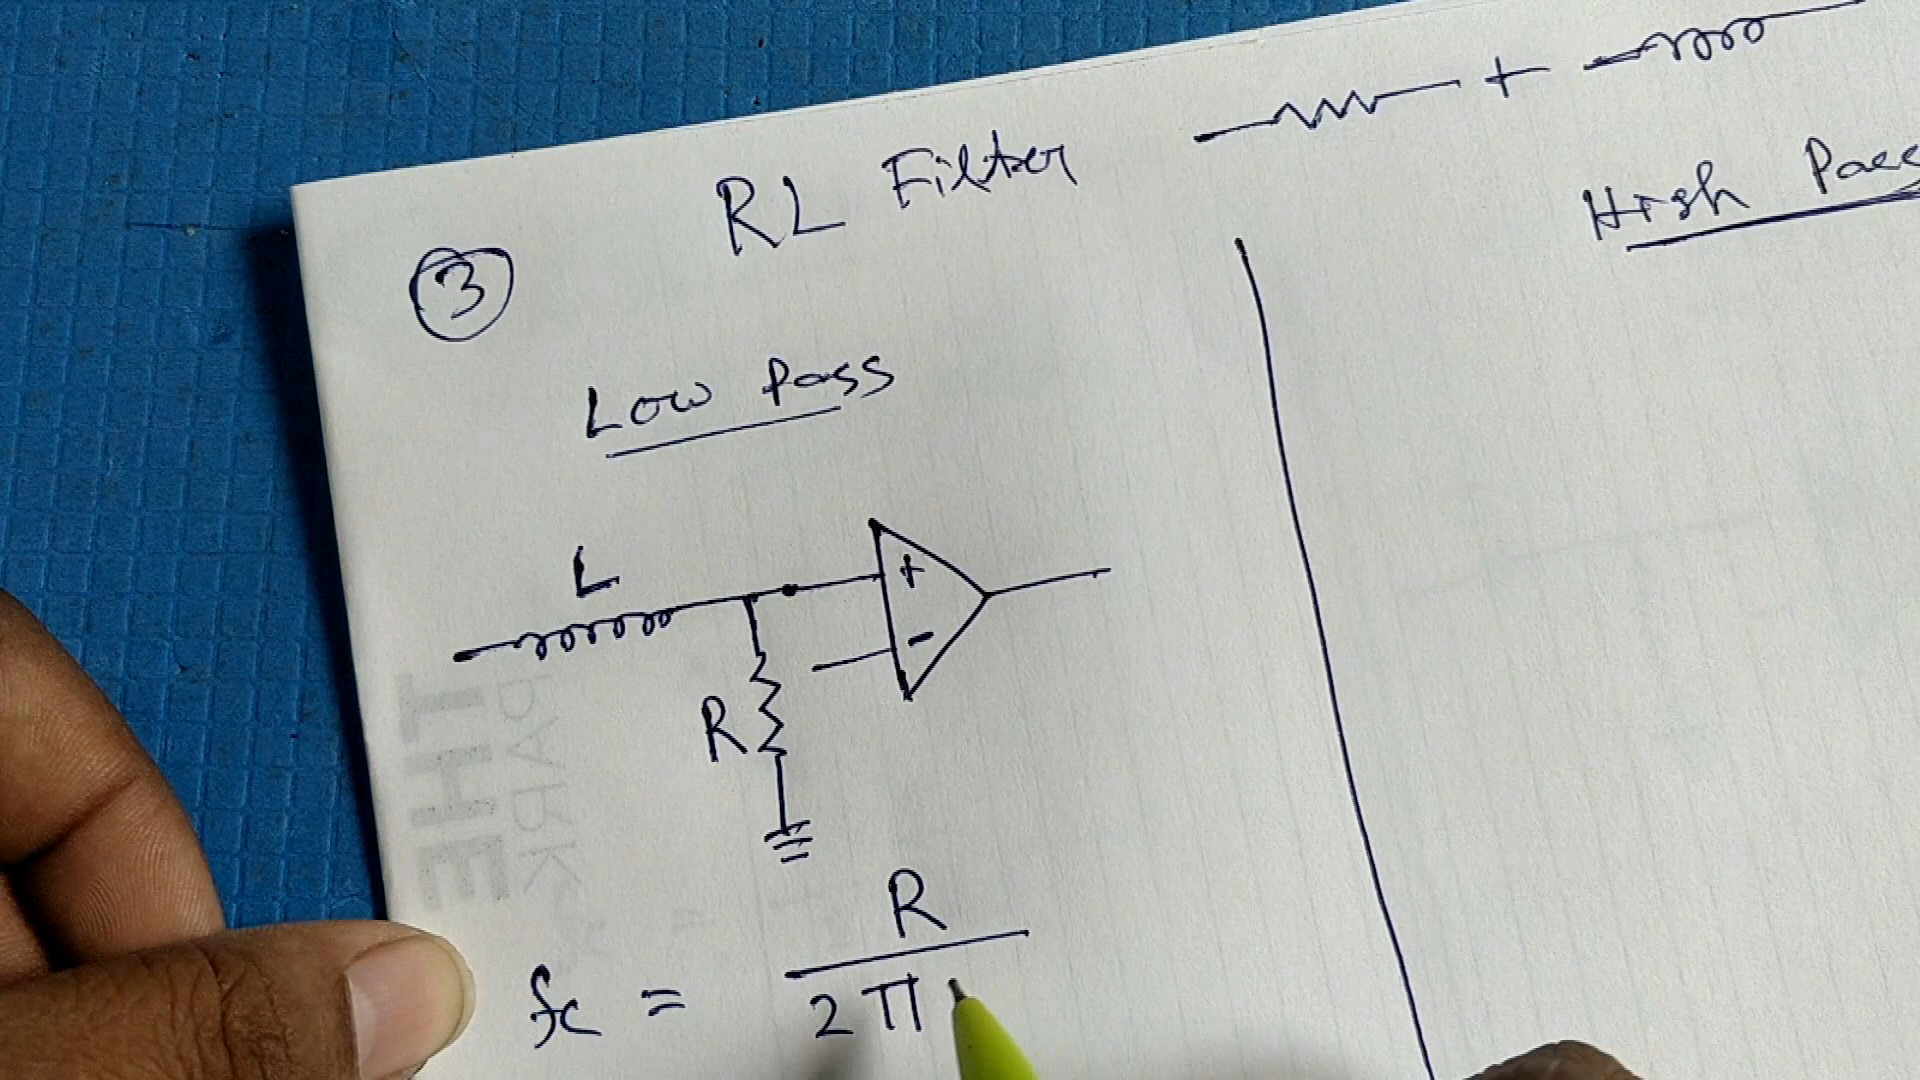 RL Filter
+
High Pass
3
Low Pass
L
+
-
R
fc = R / 2π